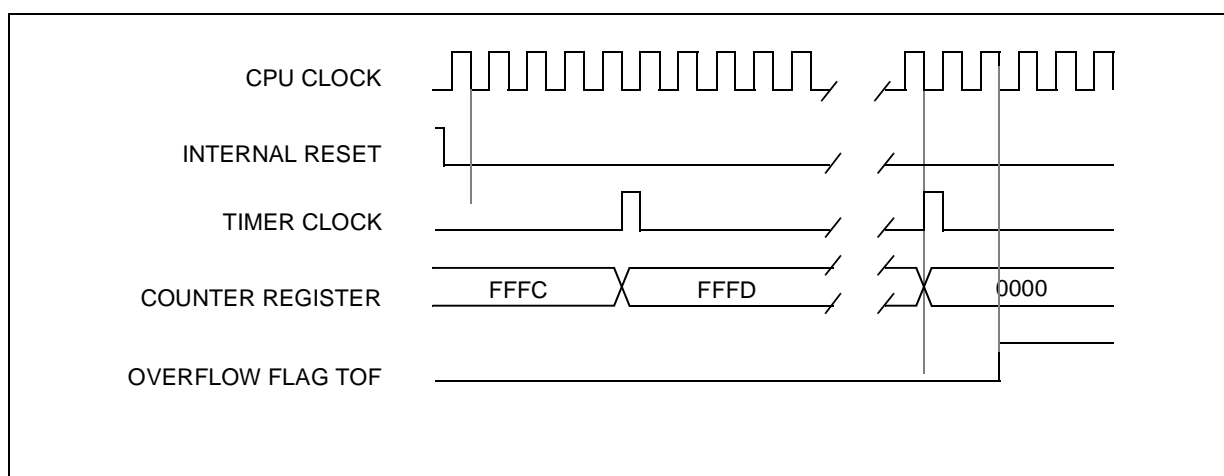 CPU CLOCK
INTERNAL RESET
TIMER CLOCK
COUNTER REGISTER FFFC FFFD 0000
OVERFLOW FLAG TOF